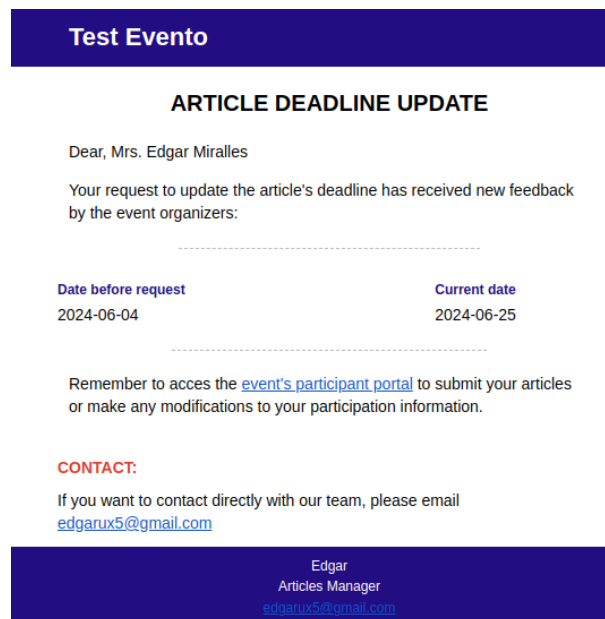 Test Evento
ARTICLE DEADLINE UPDATE
Dear, Mrs. Edgar Miralles
Your request to update the article's deadline has received new feedback
by the event organizers:
Date before request
Current date
2024-06-04
2024-06-25
Remember to acces the event's participant portal to submit your articles
or make any modifications to your participation information.
CONTACT:
If you want to contact directly with our team, please email
edgarux5@gmail.com
Edgar
Articles Manager
edgarux5@gmail.com